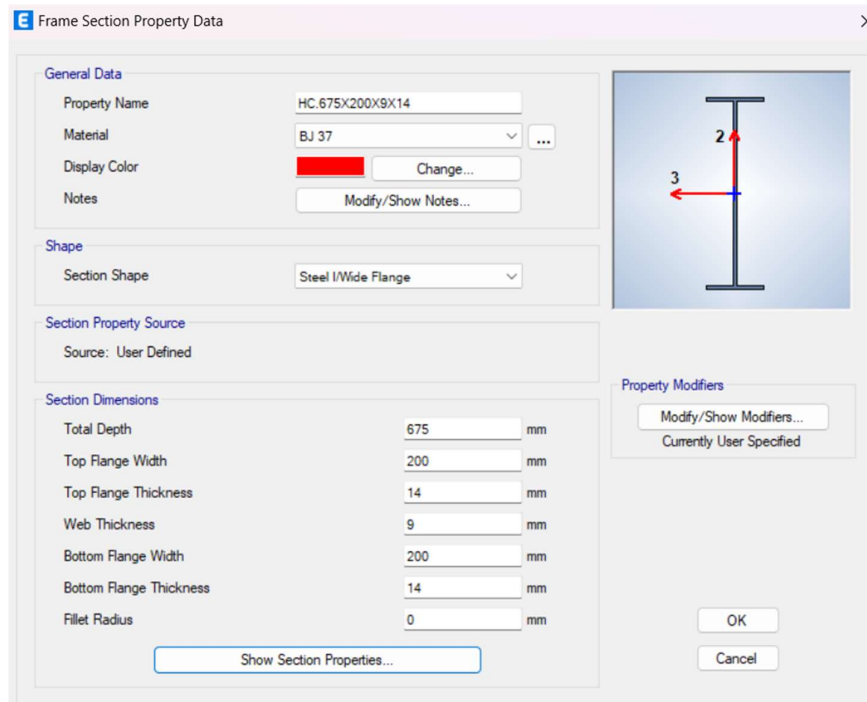 E Frame Section Property Data
General Data
Property Name HC.675X200X9X14
Material BJ 37 ...
Display Color Change...
Notes Modify/Show Notes...
2
3
Shape
Section Shape Steel I/Wide Flange
Section Property Source
Source: User Defined
Property Modifiers
Modify/Show Modifiers...
Currently User Specified
Section Dimensions
Total Depth 675 mm
Top Flange Width 200 mm
Top Flange Thickness 14 mm
Web Thickness 9 mm
Bottom Flange Width 200 mm
Bottom Flange Thickness 14 mm
Fillet Radius 0 mm
Show Section Properties...
OK
Cancel